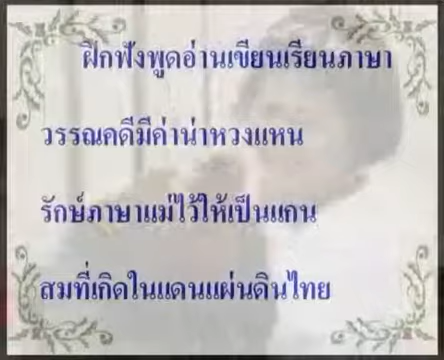 ฝึกฟังพูดอ่านเขียนเรียนภาษา
วรรณคดีมีค่าน่าหวงแหน
รักษ์ภาษาแม่ไว้ให้เป็นแกน
สมที่เกิดในแดนแผ่นดินไทย